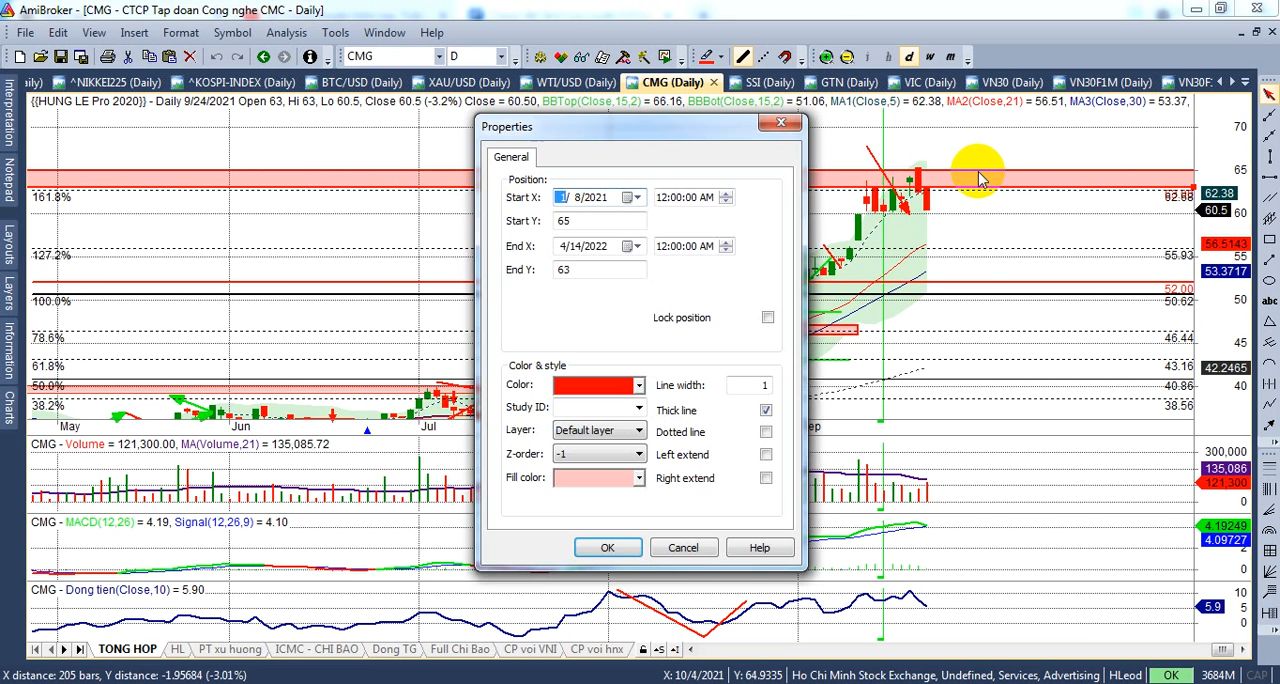 AmiBroker - [CMG - CTCP Tap doan Cong nghe CMC - Daily]
File Edit View Insert Format Symbol Analysis Tools Window Help
CMG D i h d w m
ily) ^NIKKEI225 (Daily) ^KOSPI-INDEX (Daily) BTC/USD (Daily) XAU/USD (Daily) WTI/USD (Daily) CMG (Daily) SSI (Daily) GTN (Daily) VIC (Daily) VN30 (Daily) VN30F1M (Daily) VN30F
{{HUNG LE Pro 2020}} - Daily 9/24/2021 Open 63, Hi 63, Lo 60.5, Close 60.5 (-3.2%) Close = 60.50, BBTop(Close,15,2) = 66.16, BBBot(Close,15,2) = 51.06, MA1(Close,5) = 62.38, MA2(Close,21) = 56.51, MA3(Close,30) = 53.37,
Interpretation
Notepad
Layouts
Layers
Information
Charts
161.8%
127.2%
100.0%
78.6%
61.8%
50.0%
38.2%
May Jun Jul ep
Properties
General
Position:
Start X: 1/ 8/2021 12:00:00 AM
Start Y: 65
End X: 4/14/2022 12:00:00 AM
End Y: 63
Lock position
Color & style
Color: Line width: 1
Study ID: Thick line
Layer: Default layer Dotted line
Z-order: -1 Left extend
Fill color: Right extend
OK Cancel Help
70
65
62.38
60.5
60
56.5143
55.93
55
53.3717
52.00
50.62
50
46.44
45
43.16
42.2465
40.86
40
38.56
abc
CMG - Volume = 121,300.00, MA(Volume,21) = 135,085.72
300,000
135,086
121,300
0
CMG - MACD(12,26) = 4.19, Signal(12,26,9) = 4.10
4.19249
4.09727
2
0
CMG - Dong tien(Close,10) = 5.90
10
5.9
5
0
TONG HOP HL PT xu huong ICMC - CHI BAO Dong TG Full Chi Bao CP voi VNI CP voi hnx
X distance: 205 bars, Y distance: -1.95684 (-3.01%) X: 10/4/2021 Y: 64.9335 Ho Chi Minh Stock Exchange, Undefined, Services, Advertising HLeod OK 3684M CAP